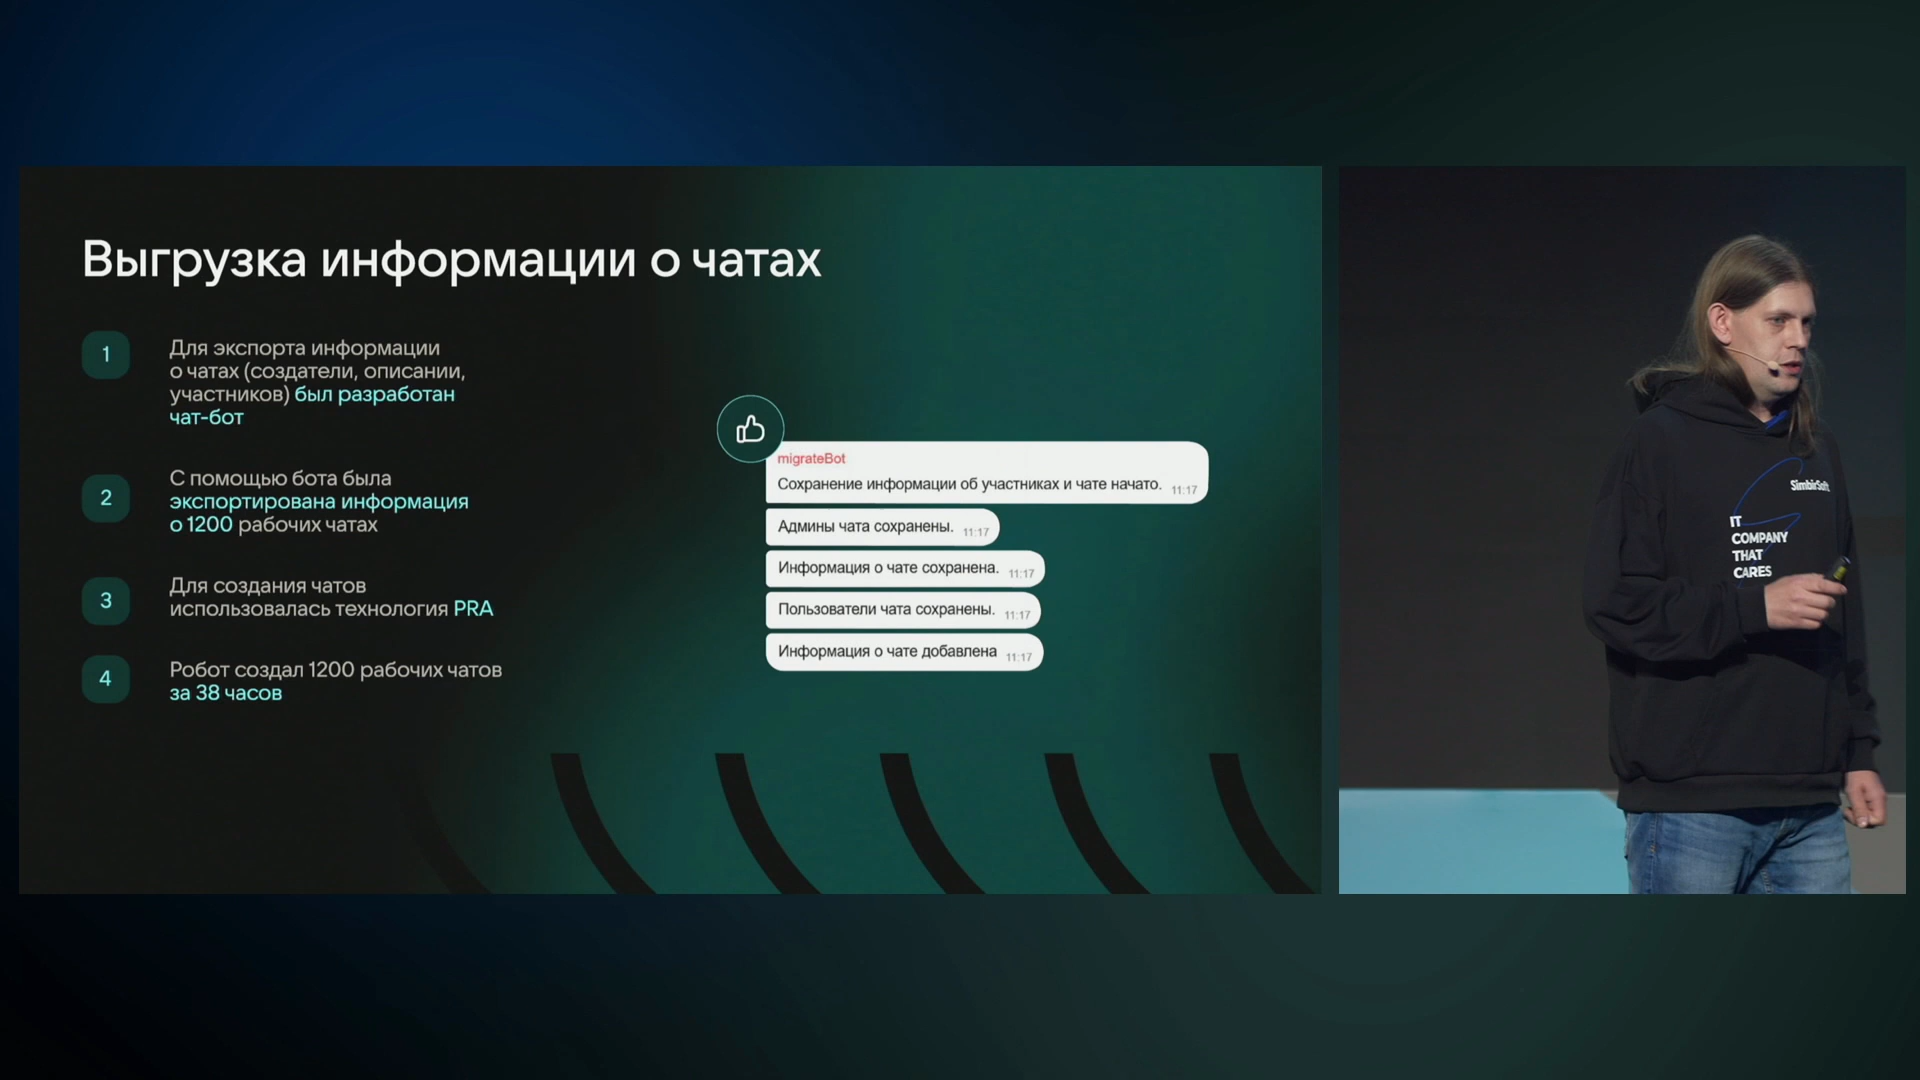 Выгрузка информации о чатах
1
Для экспорта информации
о чатах (создатели, описании,
участников) был разработан
чат-бот
2
С помощью бота была
экспортирована информация
о 1200 рабочих чатах
3
Для создания чатов
использовалась технология PRA
4
Робот создал 1200 рабочих чатов
за 38 часов
migrateBot
Сохранение информации об участниках и чате начато. 11:17
Админы чата сохранены. 11:17
Информация о чате сохранена. 11:17
Пользователи чата сохранены. 11:17
Информация о чате добавлена 11:17
SimbirSoft
IT
COMPANY
THAT
CARES